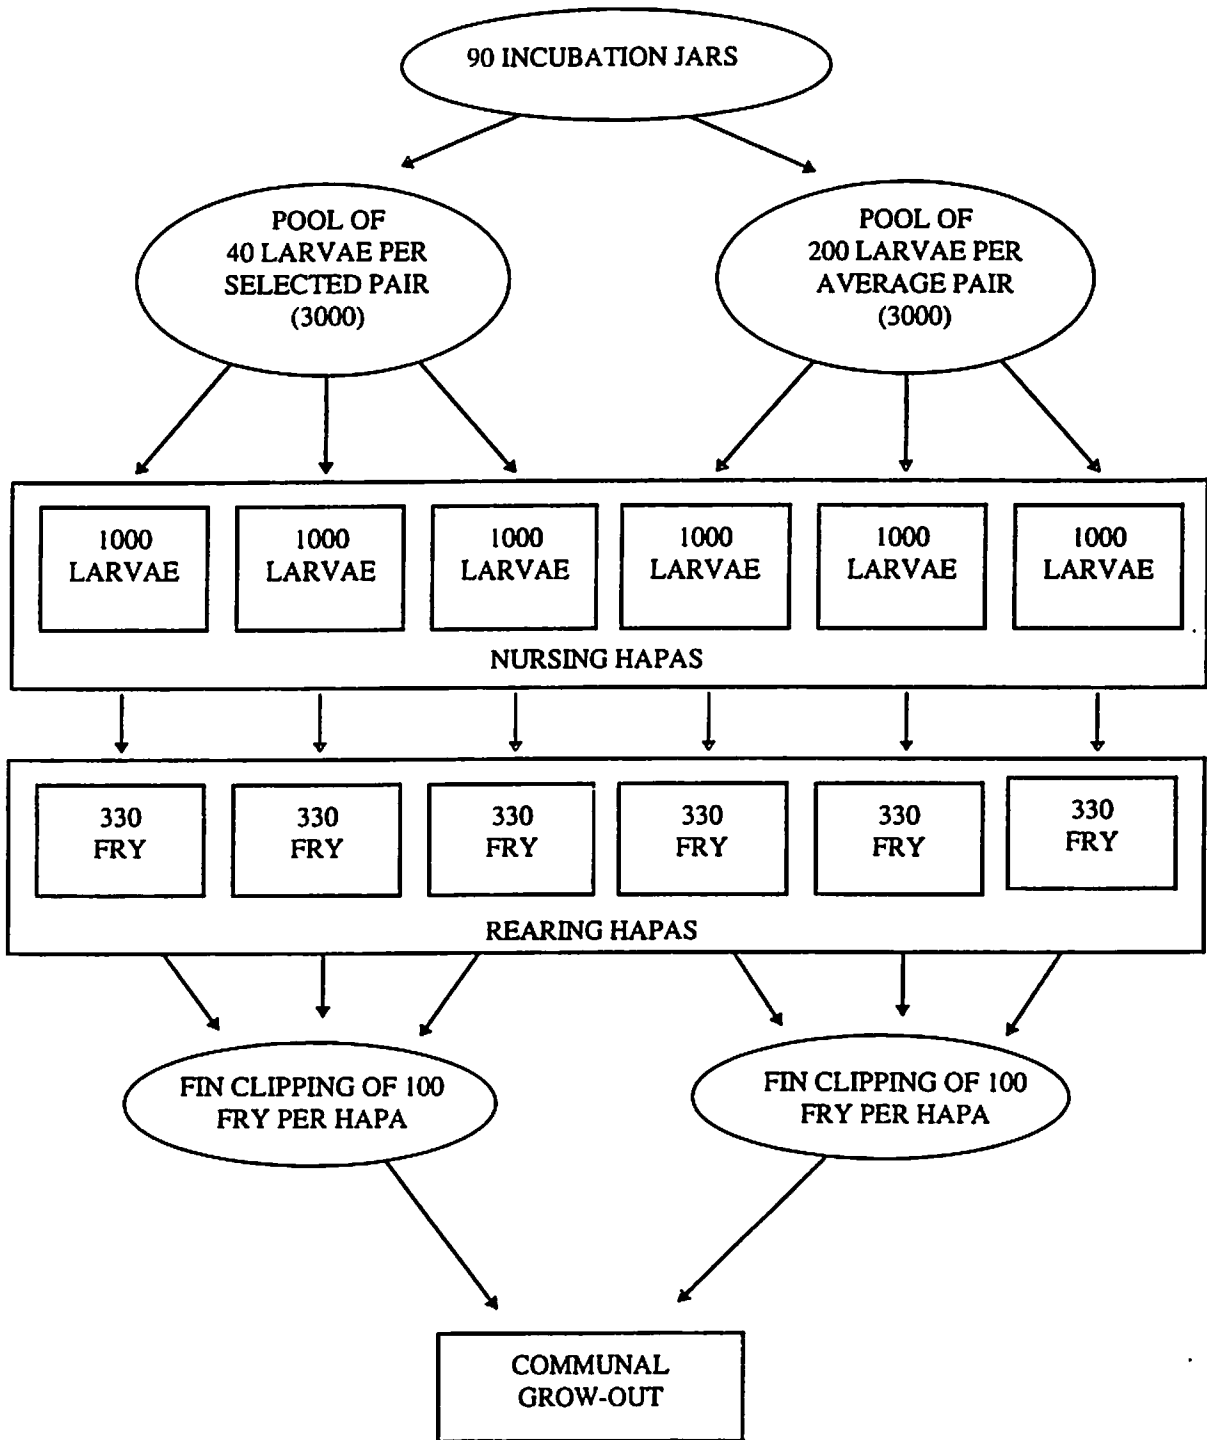 90 INCUBATION JARS
POOL OF
40 LARVAE PER
SELECTED PAIR
(3000)
POOL OF
200 LARVAE PER
AVERAGE PAIR
(3000)
1000
LARVAE
1000
LARVAE
1000
LARVAE
1000
LARVAE
1000
LARVAE
1000
LARVAE
NURSING HAPAS
330
FRY
330
FRY
330
FRY
330
FRY
330
FRY
330
FRY
REARING HAPAS
FIN CLIPPING OF 100
FRY PER HAPA
FIN CLIPPING OF 100
FRY PER HAPA
COMMUNAL
GROW-OUT